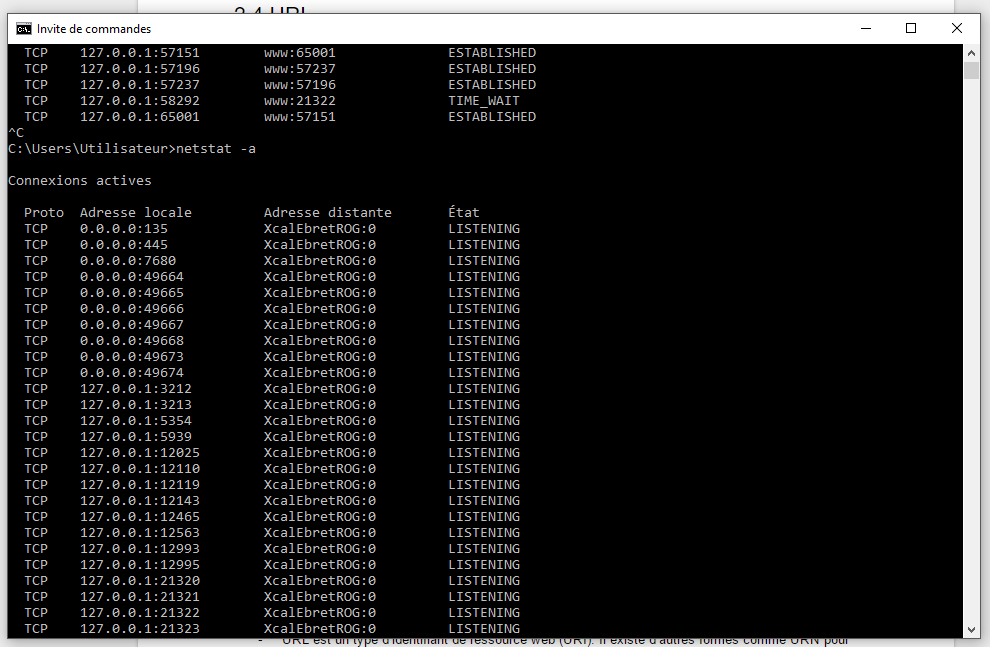 2.4 URL
Invite de commandes
TCP 127.0.0.1:57151 www:65001 ESTABLISHED
TCP 127.0.0.1:57196 www:57237 ESTABLISHED
TCP 127.0.0.1:57237 www:57196 ESTABLISHED
TCP 127.0.0.1:58292 www:21322 TIME_WAIT
TCP 127.0.0.1:65001 www:57151 ESTABLISHED
^C
C:\Users\Utilisateur>netstat -a
Connexions actives
Proto Adresse locale Adresse distante État
TCP 0.0.0.0:135 XcalEbretROG:0 LISTENING
TCP 0.0.0.0:445 XcalEbretROG:0 LISTENING
TCP 0.0.0.0:7680 XcalEbretROG:0 LISTENING
TCP 0.0.0.0:49664 XcalEbretROG:0 LISTENING
TCP 0.0.0.0:49665 XcalEbretROG:0 LISTENING
TCP 0.0.0.0:49666 XcalEbretROG:0 LISTENING
TCP 0.0.0.0:49667 XcalEbretROG:0 LISTENING
TCP 0.0.0.0:49668 XcalEbretROG:0 LISTENING
TCP 0.0.0.0:49673 XcalEbretROG:0 LISTENING
TCP 0.0.0.0:49674 XcalEbretROG:0 LISTENING
TCP 127.0.0.1:3212 XcalEbretROG:0 LISTENING
TCP 127.0.0.1:3213 XcalEbretROG:0 LISTENING
TCP 127.0.0.1:5354 XcalEbretROG:0 LISTENING
TCP 127.0.0.1:5939 XcalEbretROG:0 LISTENING
TCP 127.0.0.1:12025 XcalEbretROG:0 LISTENING
TCP 127.0.0.1:12110 XcalEbretROG:0 LISTENING
TCP 127.0.0.1:12119 XcalEbretROG:0 LISTENING
TCP 127.0.0.1:12143 XcalEbretROG:0 LISTENING
TCP 127.0.0.1:12465 XcalEbretROG:0 LISTENING
TCP 127.0.0.1:12563 XcalEbretROG:0 LISTENING
TCP 127.0.0.1:12993 XcalEbretROG:0 LISTENING
TCP 127.0.0.1:12995 XcalEbretROG:0 LISTENING
TCP 127.0.0.1:21320 XcalEbretROG:0 LISTENING
TCP 127.0.0.1:21321 XcalEbretROG:0 LISTENING
TCP 127.0.0.1:21322 XcalEbretROG:0 LISTENING
TCP 127.0.0.1:21323 XcalEbretROG:0 LISTENING
- URL est un type d'identifiant de ressource web (URI). Il existe d'autres formes comme URN pour